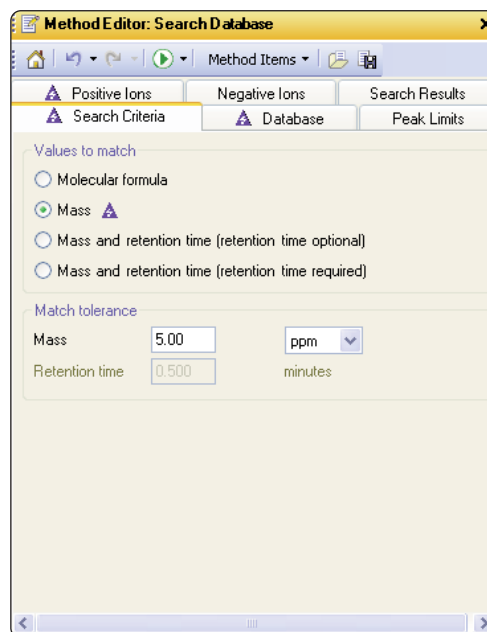 Method Editor: Search Database
Method Items
Positive Ions Negative Ions Search Results
Search Criteria Database Peak Limits
Values to match
Molecular formula
Mass
Mass and retention time (retention time optional)
Mass and retention time (retention time required)
Match tolerance
Mass 5.00 ppm
Retention time 0.500 minutes